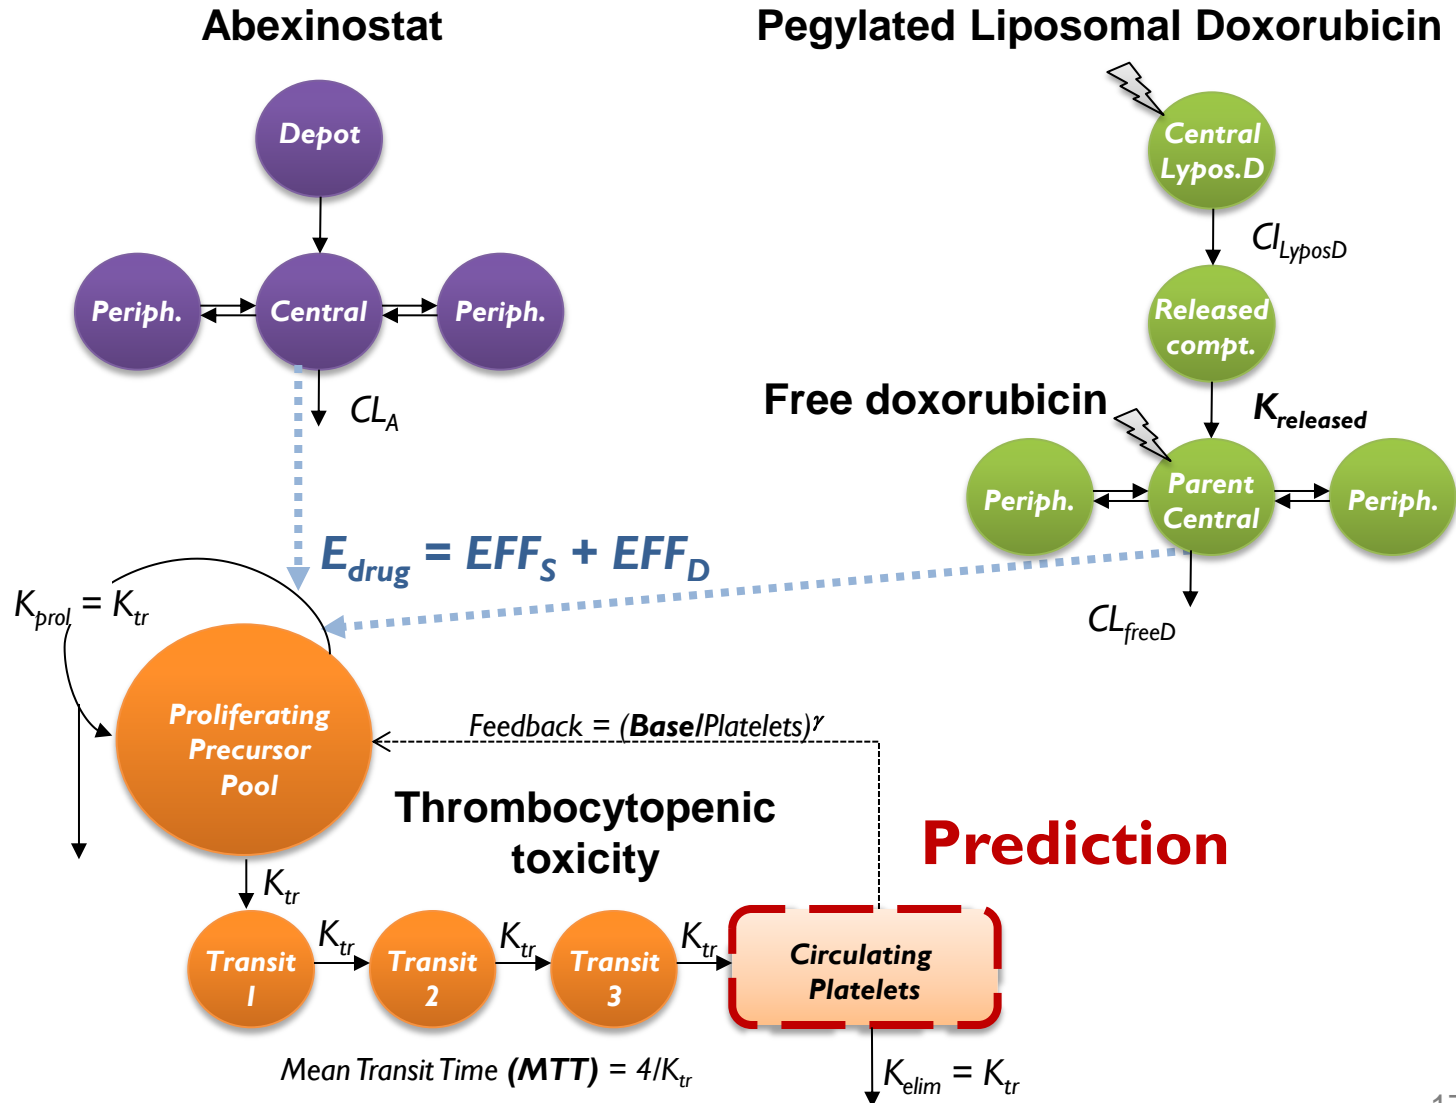 Abexinostat
Pegylated Liposomal Doxorubicin
Depot
Periph.
Central
Periph.
CL_A
Central
Lypos.D
Cl_LyposD
Released
compt.
K_released
Free doxorubicin
Periph.
Parent
Central
Periph.
CL_freeD
E_drug = EFF_S + EFF_D
K_prol = K_tr
Proliferating
Precursor
Pool
Feedback = (Base/Platelets)^γ
Thrombocytopenic
toxicity
Prediction
K_tr
Transit
1
K_tr
Transit
2
K_tr
Transit
3
K_tr
Circulating
Platelets
Mean Transit Time (MTT) = 4/K_tr
K_elim = K_tr